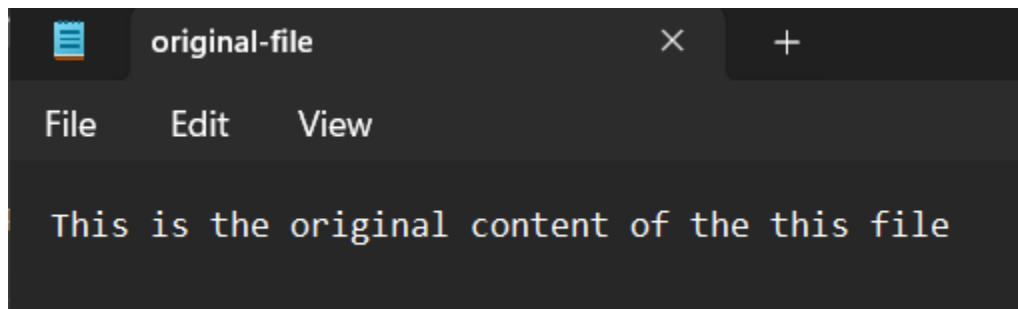 original-file
File Edit View
This is the original content of the this file